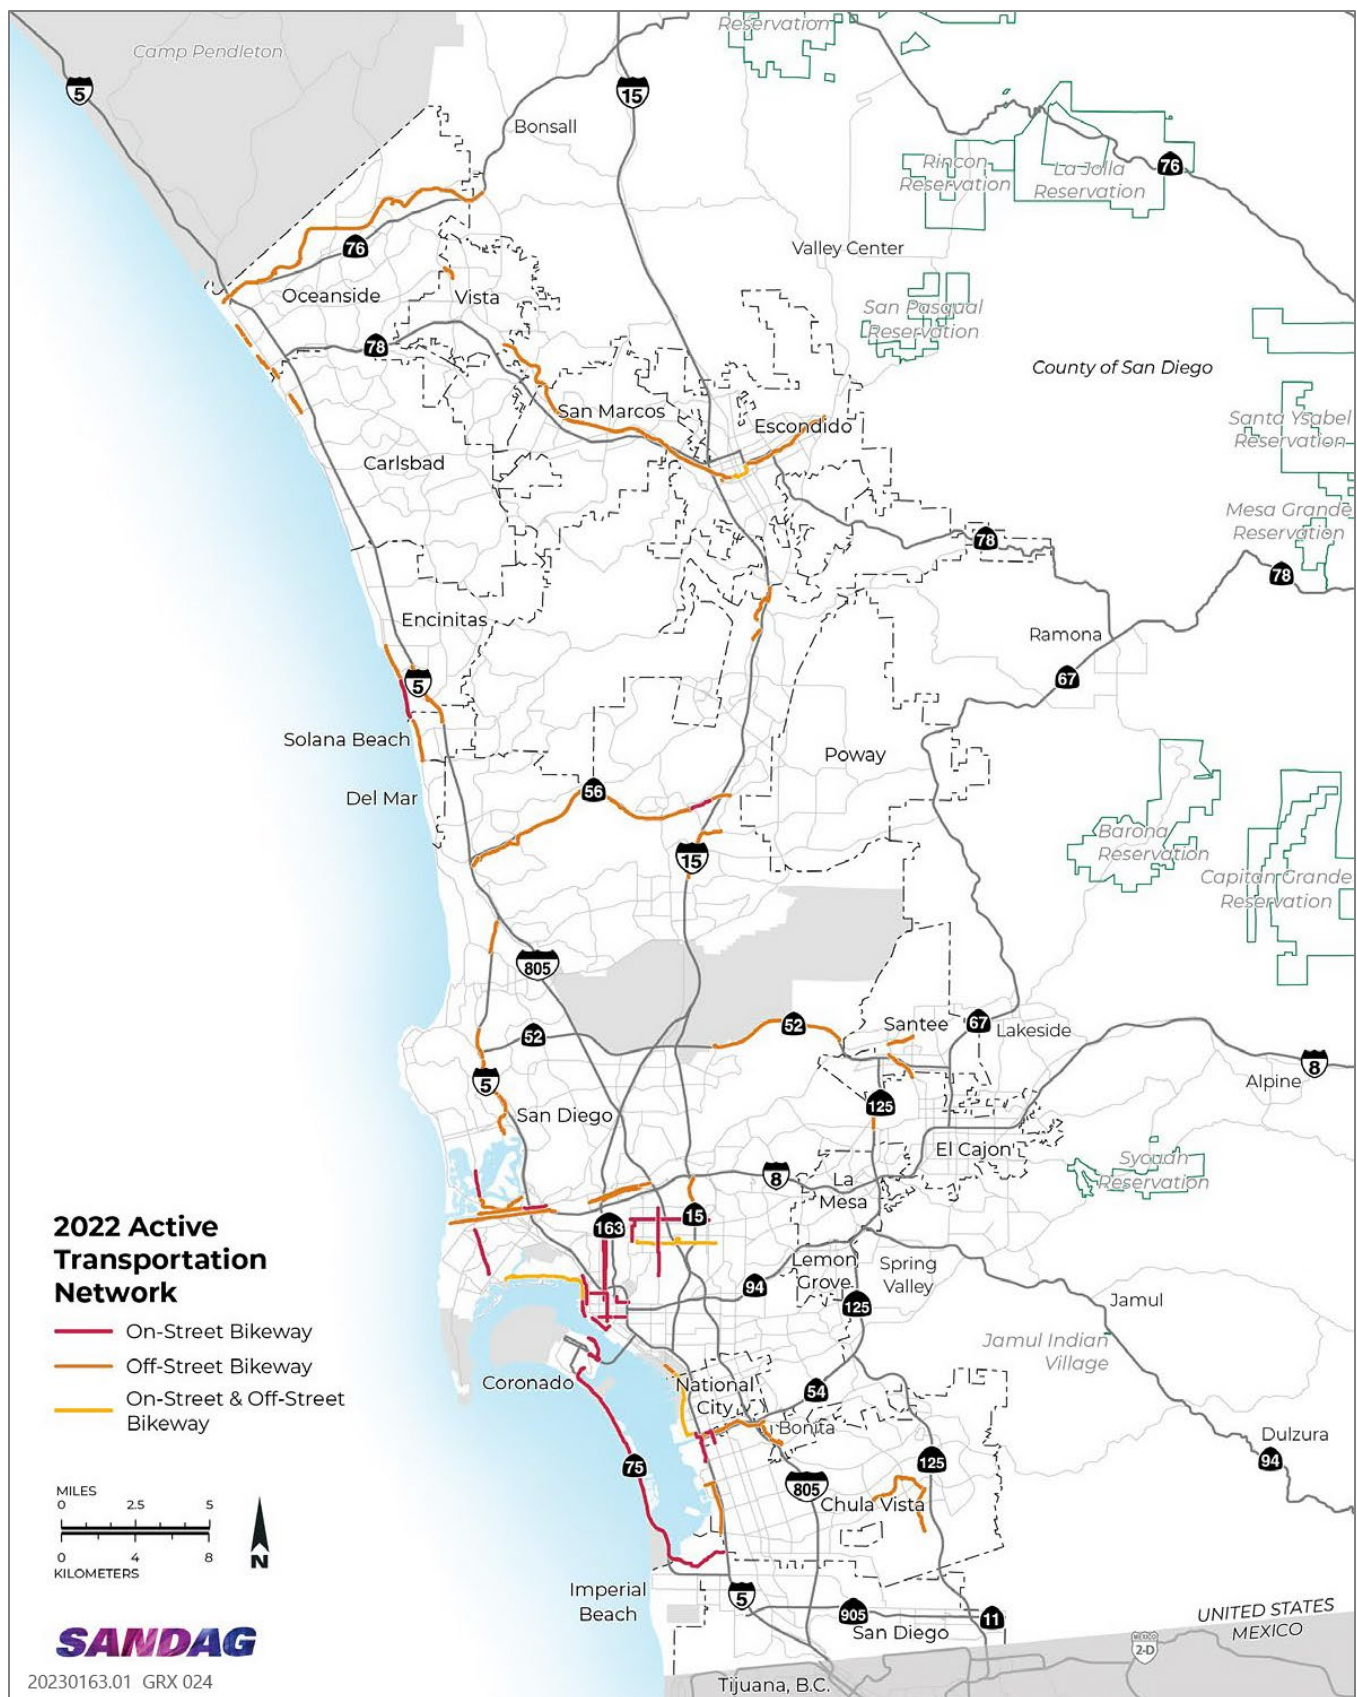 Reservation
Camp Pendleton
5
15
Bonsall
Rincon
Reservation
La Jolla
Reservation
76
76
Valley Center
Oceanside
Vista
San Pasqual
Reservation
78
County of San Diego
San Marcos
Escondido
Santa Ysabel
Reservation
Carlsbad
Mesa Grande
Reservation
78
78
Encinitas
Ramona
67
5
Solana Beach
Poway
Del Mar
56
Barona
Reservation
15
Capitan Grande
Reservation
805
52
52
Santee
67
Lakeside
8
Alpine
5
San Diego
125
El Cajon
Sycuan
Reservation
8
La
Mesa
163
15
Lemon
Grove
Spring
Valley
94
125
Jamul
Jamul Indian
Village
Coronado
National
City
54
Bonita
Dulzura
94
75
125
805
Chula Vista
Imperial
Beach
5
905
11
San Diego
UNITED STATES
MEXICO
MEXICO
2-D
Tijuana, B.C.
2022 Active
Transportation
Network
On-Street Bikeway
Off-Street Bikeway
On-Street & Off-Street
Bikeway
MILES
0 2.5 5
0 4 8
KILOMETERS
N
SANDAG
20230163.01 GRX 024